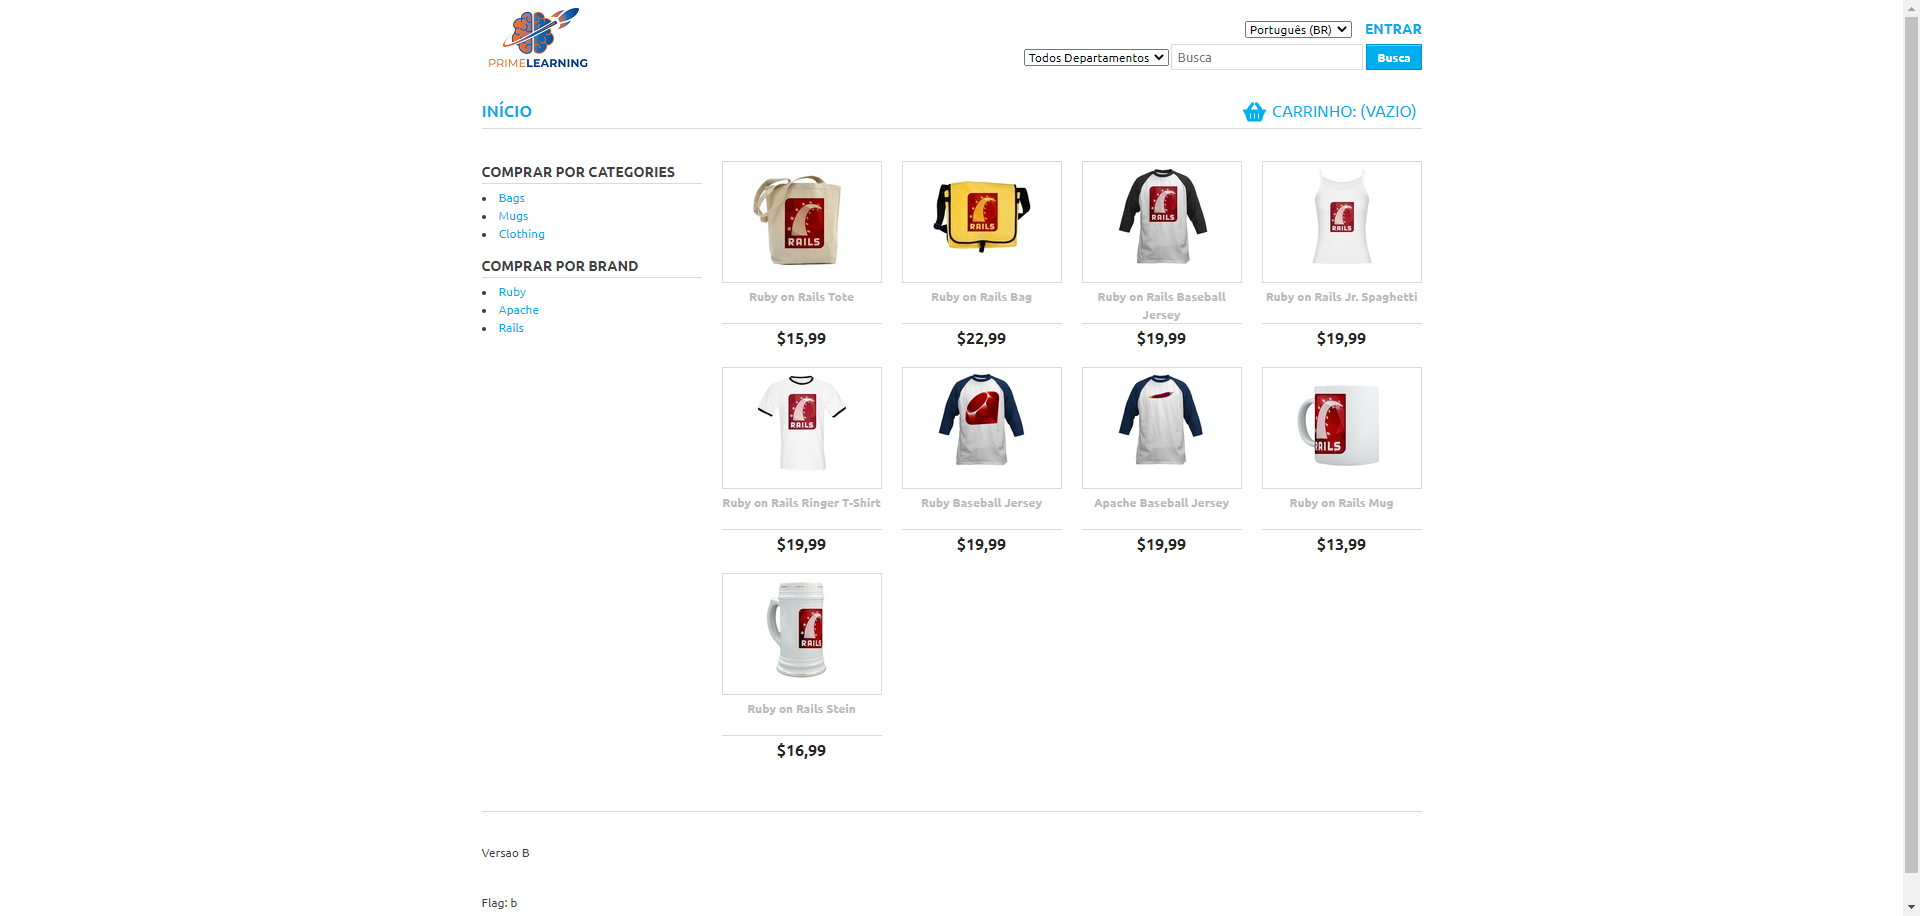 PRIMELEARNING
Português (BR) ENTRAR
Todos Departamentos Busca Busca
INÍCIO CARRINHO: (VAZIO)
COMPRAR POR CATEGORIES
Bags
Mugs
Clothing
COMPRAR POR BRAND
Ruby
Apache
Rails
RAILS
RAILS
RAILS
Ruby on Rails Tote
$15,99
Ruby on Rails Bag
$22,99
Ruby on Rails Baseball
Jersey
$19,99
Ruby on Rails Jr. Spaghetti
$19,99
RAILS
RAILS
Ruby on Rails Ringer T-Shirt
$19,99
Ruby Baseball Jersey
$19,99
Apache Baseball Jersey
$19,99
Ruby on Rails Mug
$13,99
RAILS
Ruby on Rails Stein
$16,99
Versao B
Flag: b